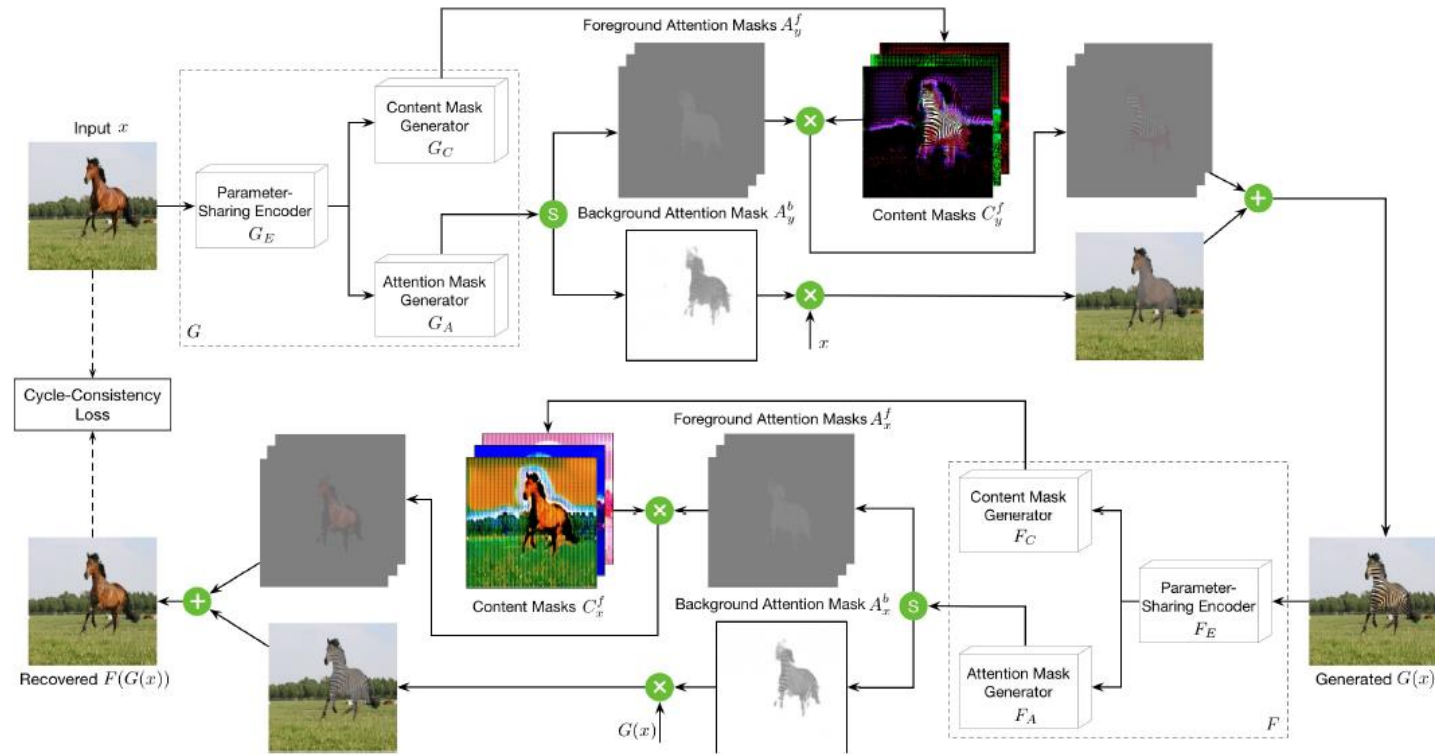 Foreground Attention Masks $A_y^f$
Input $x$
Content Mask
Generator
$G_C$
Parameter-
Sharing Encoder
$G_E$
Attention Mask
Generator
$G_A$
$G$
S
Background Attention Mask $A_y^b$
×
Content Masks $C_y^f$
+
×
$x$
Cycle-Consistency
Loss
Foreground Attention Masks $A_x^f$
Content Masks $C_x^f$
×
Background Attention Mask $A_x^b$
S
Content Mask
Generator
$F_C$
Parameter-
Sharing Encoder
$F_E$
Attention Mask
Generator
$F_A$
$F$
+
×
$G(x)$
Recovered $F(G(x))$
Generated $G(x)$